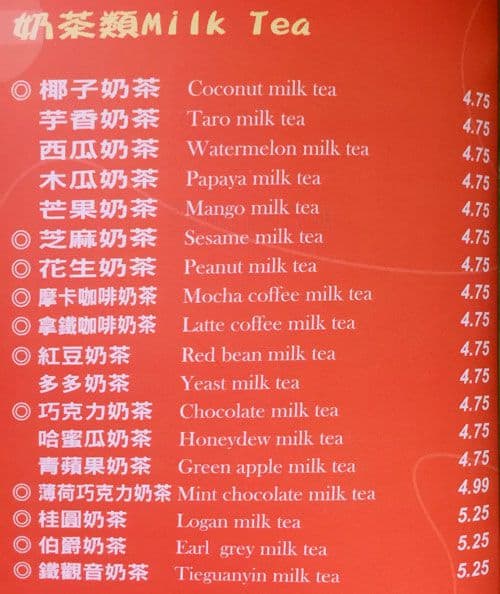 奶茶類Milk Tea
◎ 椰子奶茶 Coconut milk tea 4.75
芋香奶茶 Taro milk tea 4.75
西瓜奶茶 Watermelon milk tea 4.75
木瓜奶茶 Papaya milk tea 4.75
芒果奶茶 Mango milk tea 4.75
◎ 芝麻奶茶 Sesame milk tea 4.75
◎ 花生奶茶 Peanut milk tea 4.75
◎ 摩卡咖啡奶茶 Mocha coffee milk tea 4.75
◎ 拿鐵咖啡奶茶 Latte coffee milk tea 4.75
◎ 紅豆奶茶 Red bean milk tea 4.75
多多奶茶 Yeast milk tea 4.75
◎ 巧克力奶茶 Chocolate milk tea 4.75
哈蜜瓜奶茶 Honeydew milk tea 4.75
青蘋果奶茶 Green apple milk tea 4.75
◎ 薄荷巧克力奶茶 Mint chocolate milk tea 4.99
◎ 桂圓奶茶 Logan milk tea 5.25
◎ 伯爵奶茶 Earl grey milk tea 5.25
◎ 鐵觀音奶茶 Tieguanyin milk tea 5.25